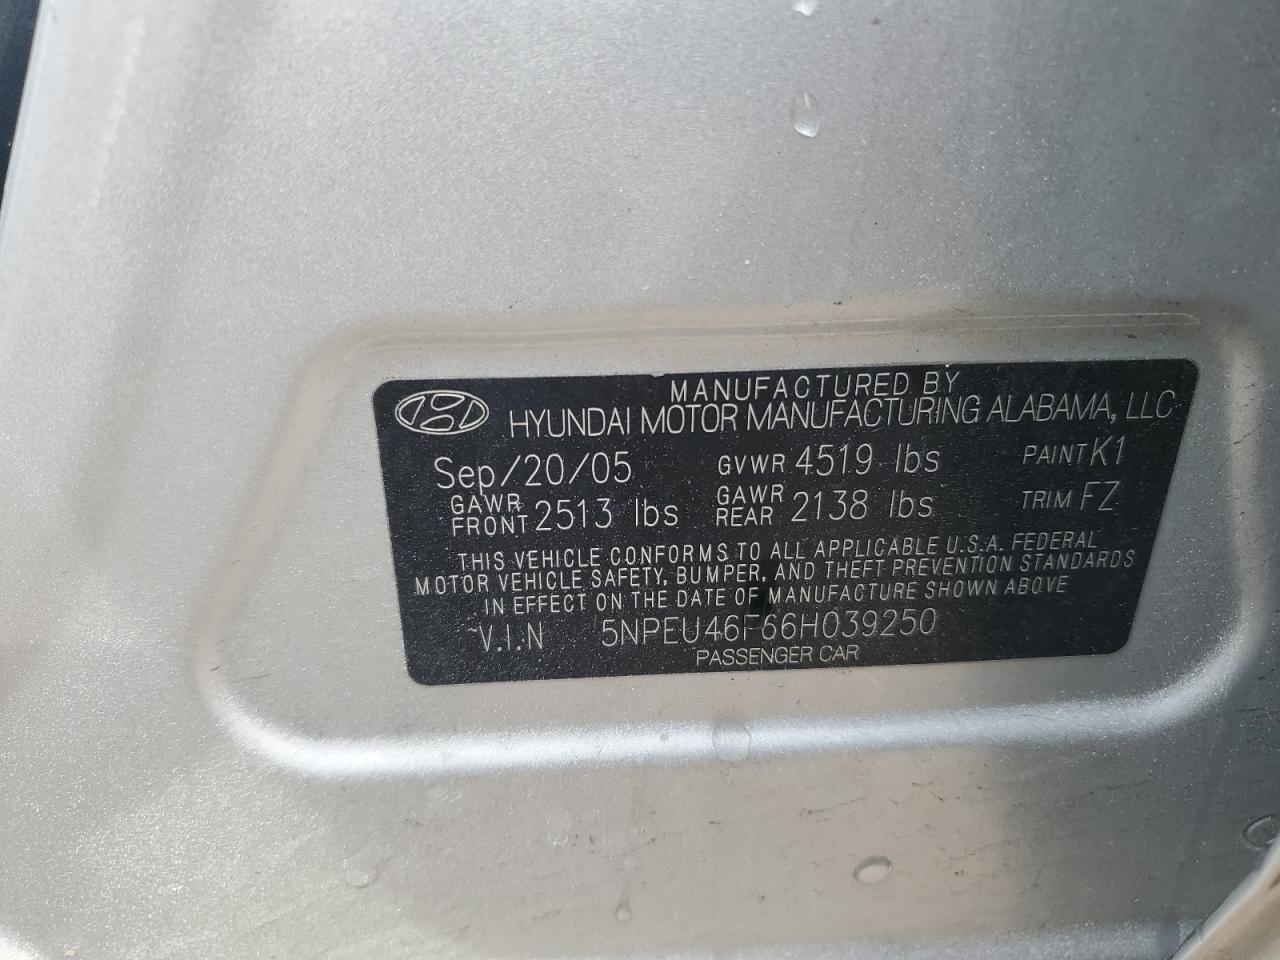 MANUFACTURED BY
HYUNDAI MOTOR MANUFACTURING ALABAMA, LLC
Sep/20/05 GVWR 4519 lbs PAINT K1
GAWR FRONT 2513 lbs GAWR REAR 2138 lbs TRIM FZ
THIS VEHICLE CONFORMS TO ALL APPLICABLE U.S.A. FEDERAL
MOTOR VEHICLE SAFETY, BUMPER, AND THEFT PREVENTION STANDARDS
IN EFFECT ON THE DATE OF MANUFACTURE SHOWN ABOVE
V.I.N 5NPEU46F66H039250
PASSENGER CAR